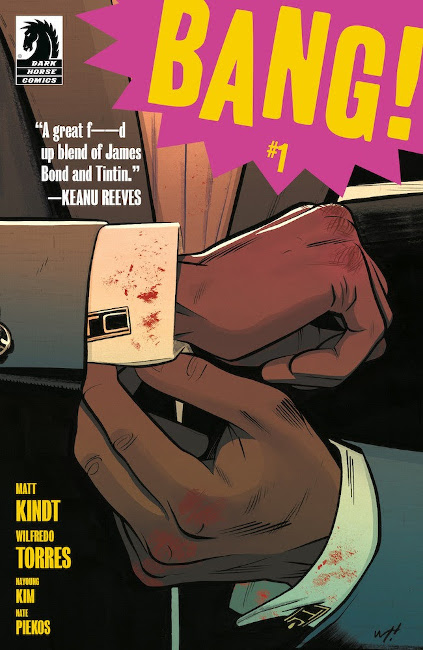 DARK
HORSE
COMICS
BANG!
#1
“A great f——d
up blend of James
Bond and Tintin.”
—KEANU REEVES
MATT
KINDT
WILFREDO
TORRES
NAYOUNG
KIM
NATE
PIEKOS